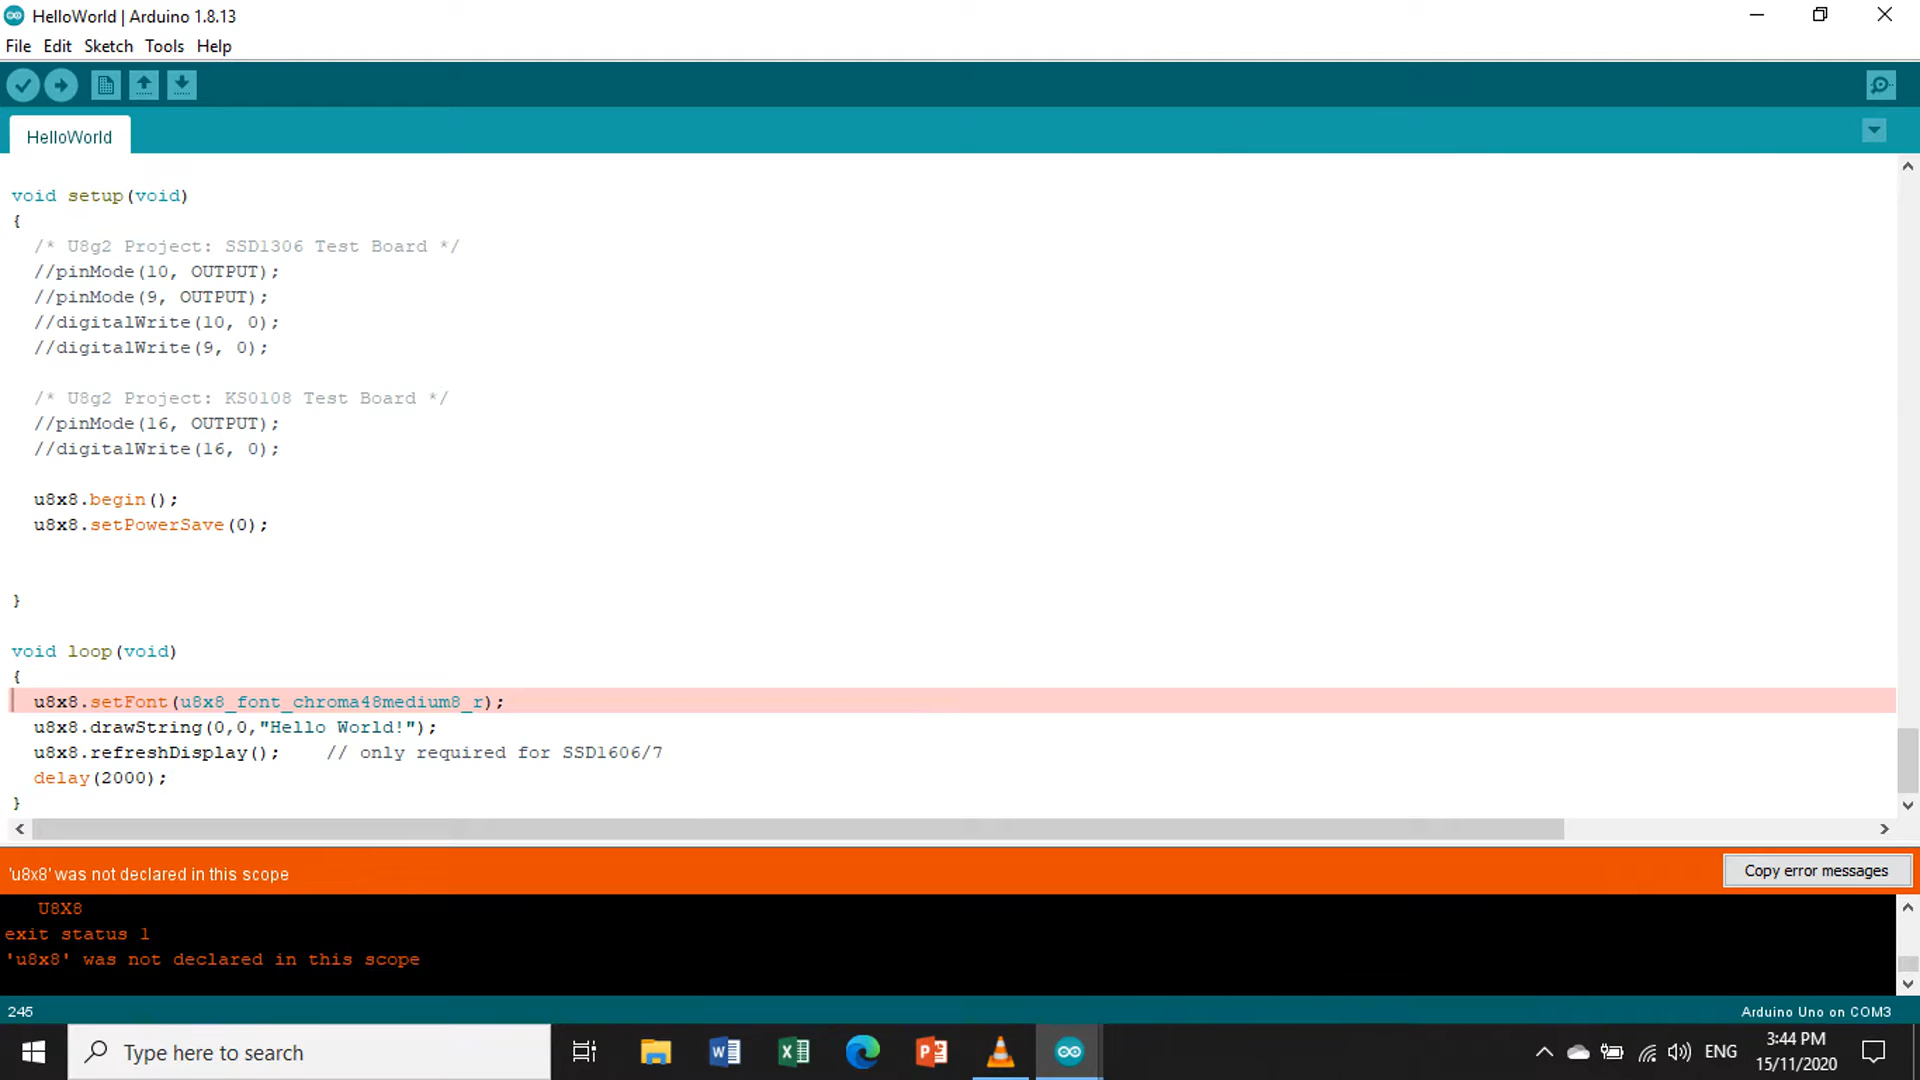 HelloWorld | Arduino 1.8.13
File Edit Sketch Tools Help
HelloWorld
void setup(void)
{
/* U8g2 Project: SSD1306 Test Board */
//pinMode(10, OUTPUT);
//pinMode(9, OUTPUT);
//digitalWrite(10, 0);
//digitalWrite(9, 0);
/* U8g2 Project: KS0108 Test Board */
//pinMode(16, OUTPUT);
//digitalWrite(16, 0);
u8x8.begin();
u8x8.setPowerSave(0);
}
void loop(void)
{
u8x8.setFont(u8x8_font_chroma48medium8_r);
u8x8.drawString(0,0,"Hello World!");
u8x8.refreshDisplay();    // only required for SSD1606/7
delay(2000);
}
'u8x8' was not declared in this scope
Copy error messages
U8X8
exit status 1
'u8x8' was not declared in this scope
245
Arduino Uno on COM3
Type here to search
ENG
3:44 PM
15/11/2020